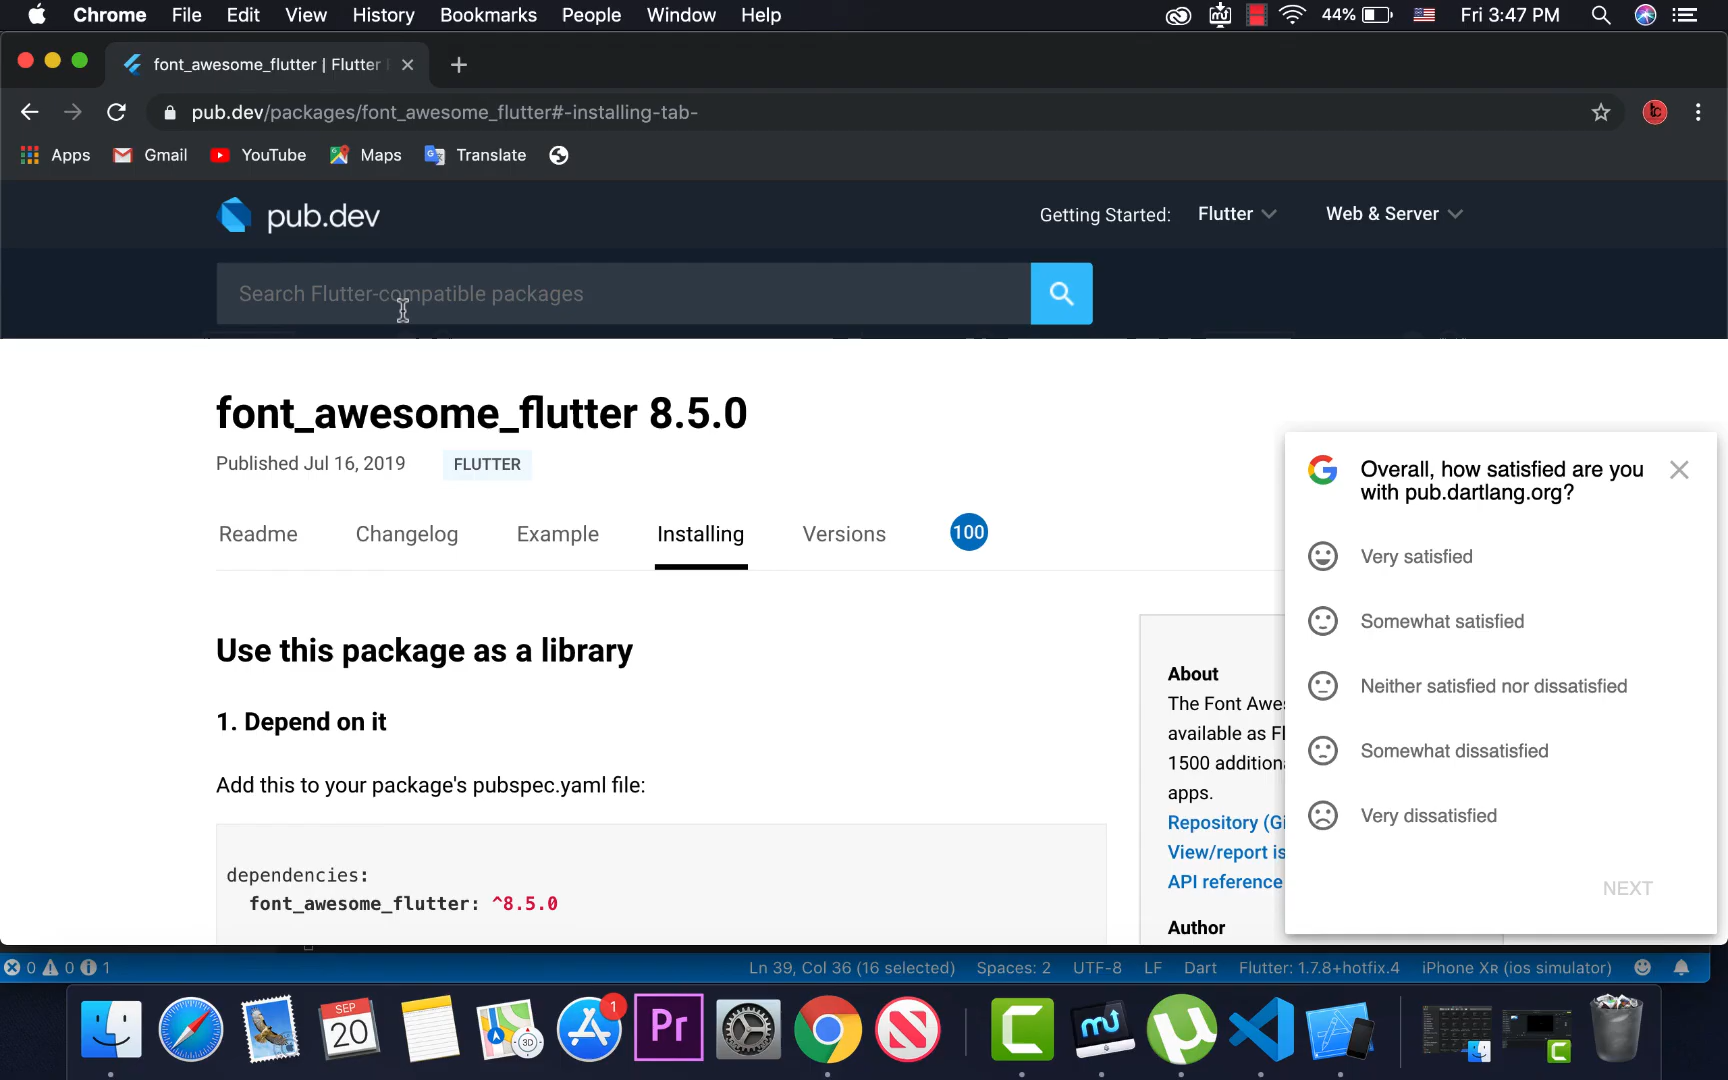 Chrome File Edit View History Bookmarks People Window Help 44% Fri 3:47 PM
font_awesome_flutter | Flutter
pub.dev/packages/font_awesome_flutter#-installing-tab-
Apps Gmail YouTube Maps Translate
pub.dev
Getting Started: Flutter Web & Server
Search Flutter-compatible packages
font_awesome_flutter 8.5.0
Published Jul 16, 2019 FLUTTER
Readme Changelog Example Installing Versions 100
Use this package as a library
1. Depend on it
Add this to your package's pubspec.yaml file:
dependencies:
font_awesome_flutter: ^8.5.0
About
The Font Awes
available as Fl
1500 addition
apps.
Repository (Gi
View/report is
API reference
Author
Overall, how satisfied are you
with pub.dartlang.org?
Very satisfied
Somewhat satisfied
Neither satisfied nor dissatisfied
Somewhat dissatisfied
Very dissatisfied
NEXT
0 0 1 Ln 39, Col 36 (16 selected) Spaces: 2 UTF-8 LF Dart Flutter: 1.7.8+hotfix.4 iPhone XR (ios simulator)
SEP
20
3D
1
Pr